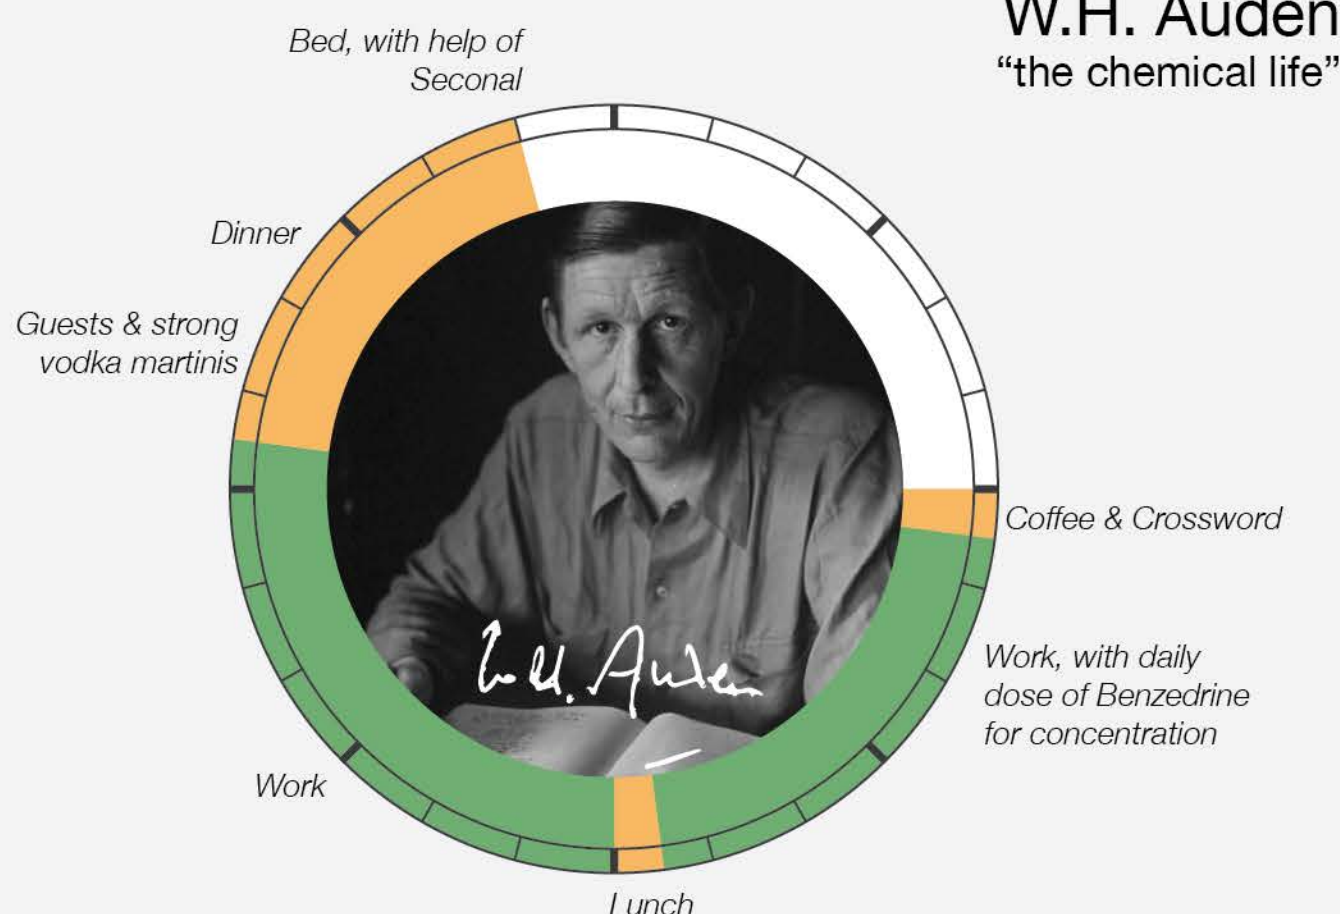 W.H. Auden
“the chemical life”
Bed, with help of
Seconal
Dinner
Guests & strong
vodka martinis
Coffee & Crossword
Work, with daily
dose of Benzedrine
for concentration
W.H. Auden
Work
Lunch